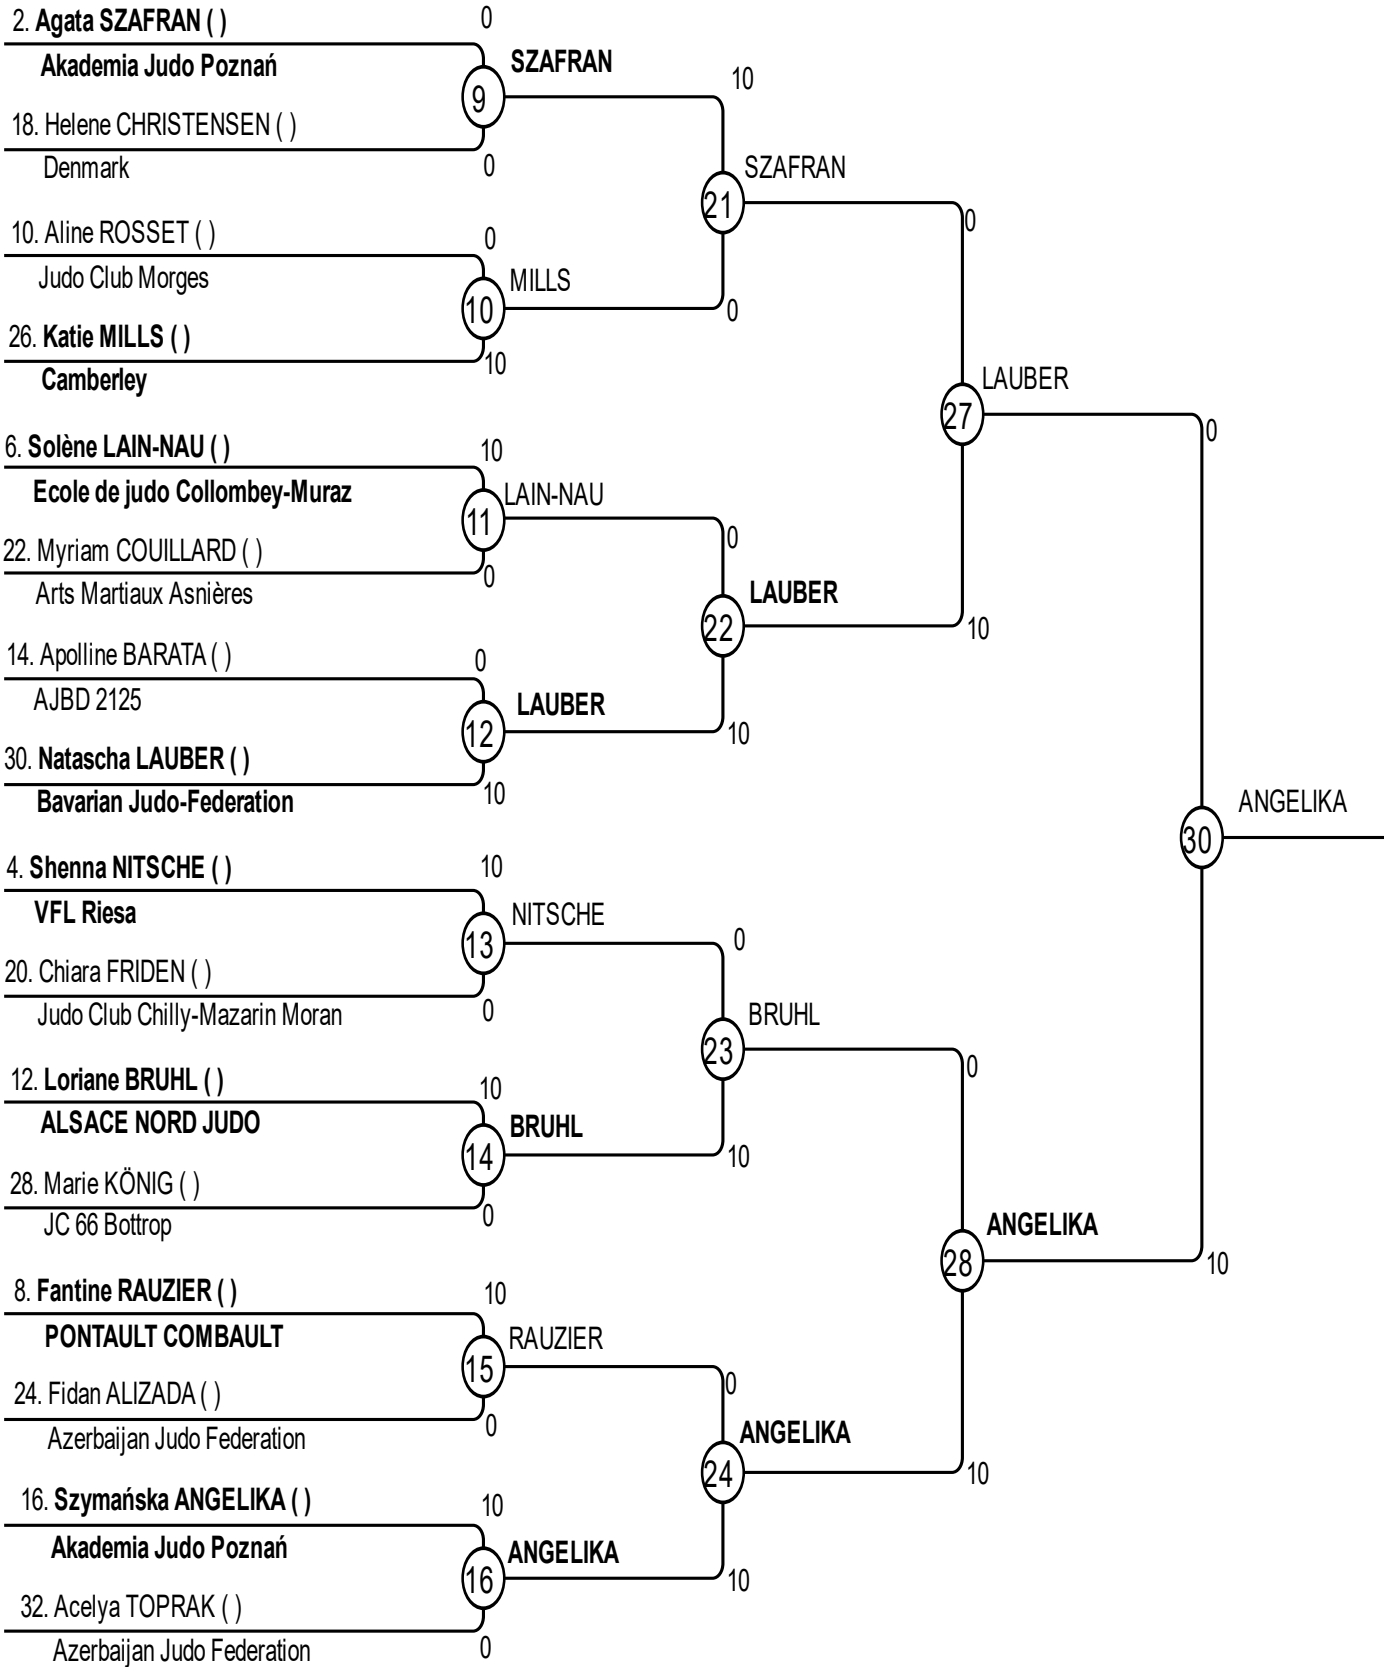 2. Agata SZAFRAN ( )
0
Akademia Judo Poznań
SZAFRAN
10
9
18. Helene CHRISTENSEN ( )
Denmark
0
SZAFRAN
21
0
10. Aline ROSSET ( )
0
Judo Club Morges
MILLS
10
0
26. Katie MILLS ( )
10
Camberley
LAUBER
27
0
6. Solène LAIN-NAU ( )
10
Ecole de judo Collombey-Muraz
LAIN-NAU
11
0
22. Myriam COUILLARD ( )
0
Arts Martiaux Asnières
LAUBER
22
10
14. Apolline BARATA ( )
0
AJBD 2125
LAUBER
12
10
30. Natascha LAUBER ( )
10
Bavarian Judo-Federation
ANGELIKA
30
4. Shenna NITSCHE ( )
10
VFL Riesa
NITSCHE
13
0
20. Chiara FRIDEN ( )
0
Judo Club Chilly-Mazarin Moran
BRUHL
23
0
12. Loriane BRUHL ( )
10
ALSACE NORD JUDO
BRUHL
14
10
28. Marie KÖNIG ( )
0
JC 66 Bottrop
ANGELIKA
28
10
8. Fantine RAUZIER ( )
10
PONTAULT COMBAULT
RAUZIER
15
0
24. Fidan ALIZADA ( )
0
Azerbaijan Judo Federation
ANGELIKA
24
10
16. Szymańska ANGELIKA ( )
10
Akademia Judo Poznań
ANGELIKA
16
10
32. Acelya TOPRAK ( )
0
Azerbaijan Judo Federation